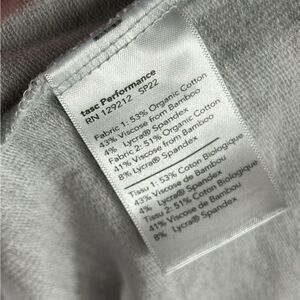 tasc Performance
RN 129212 SP22
Fabric 1: 53% Organic Cotton
43% Viscose from Bamboo
4% Lycra® Spandex
Fabric 2: 51% Organic Cotton
41% Viscose from Bamboo
8% Lycra® Spandex
Tissu 1: 53% Coton Biologique
43% Viscose de Bambou
4% Lycra® Spandex
Tissu 2: 51% Coton Biologique
41% Viscose de Bambou
8% Lycra® Spandex